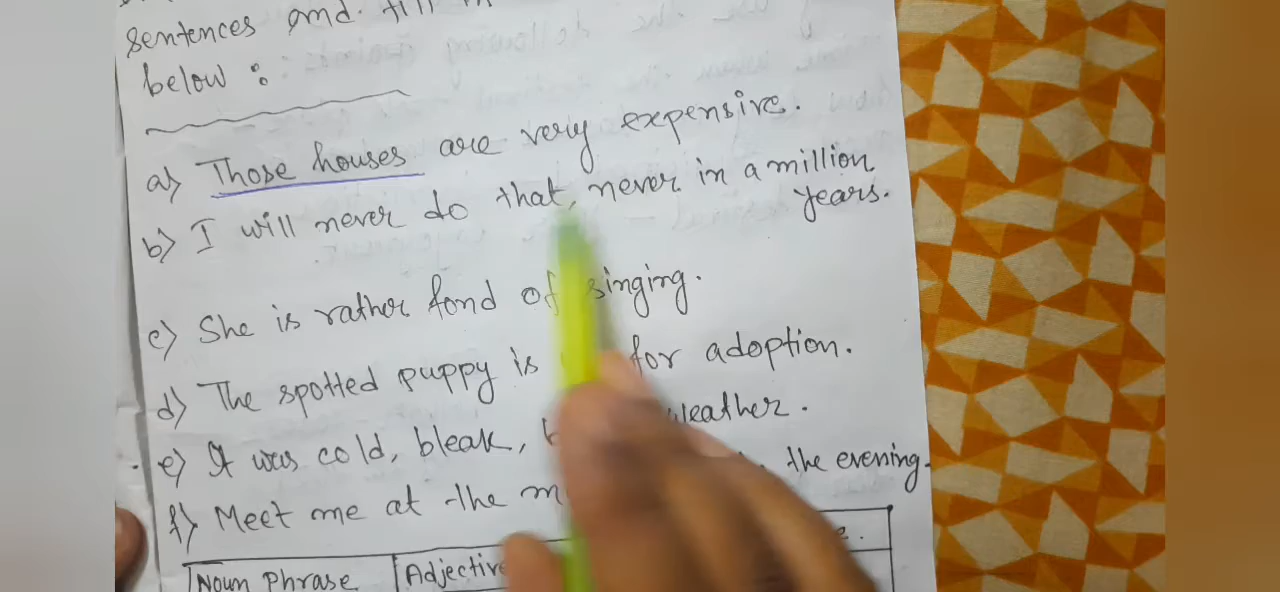 sentences and fill in
below :
a) Those houses are very expensive.
b) I will never do that, never in a million
years.
c) She is rather fond of singing.
d) The spotted puppy is for adoption.
e) It was cold, bleak, weather.
f) Meet me at the the evening.
Noun Phrase Adjective